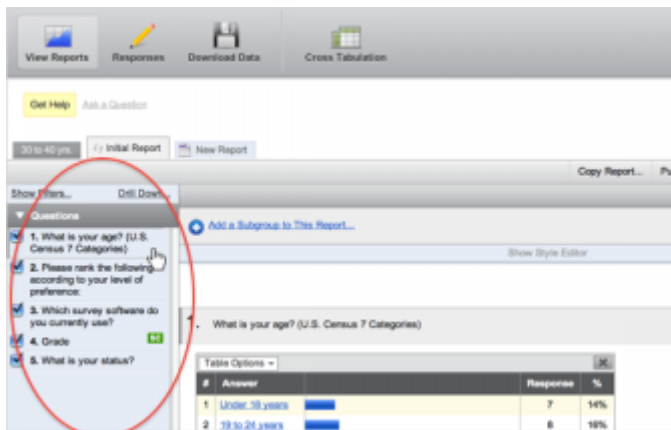 View Reports Responses Download Data Cross Tabulation
Get Help Ask a Question
30 to 40 yrs. Initial Report New Report
Copy Report... Pu
Show Filters... Drill Down...
Questions
Add a Subgroup to This Report...
1. What is your age? (U.S.
Census 7 Categories)
Show Style Editor
2. Please rank the following
according to your level of
preference:
3. Which survey software do
you currently use?
1. What is your age? (U.S. Census 7 Categories)
4. Grade
5. What is your status?
Table Options
# Answer Response %
1 Under 18 years 7 14%
2 19 to 24 years 8 16%